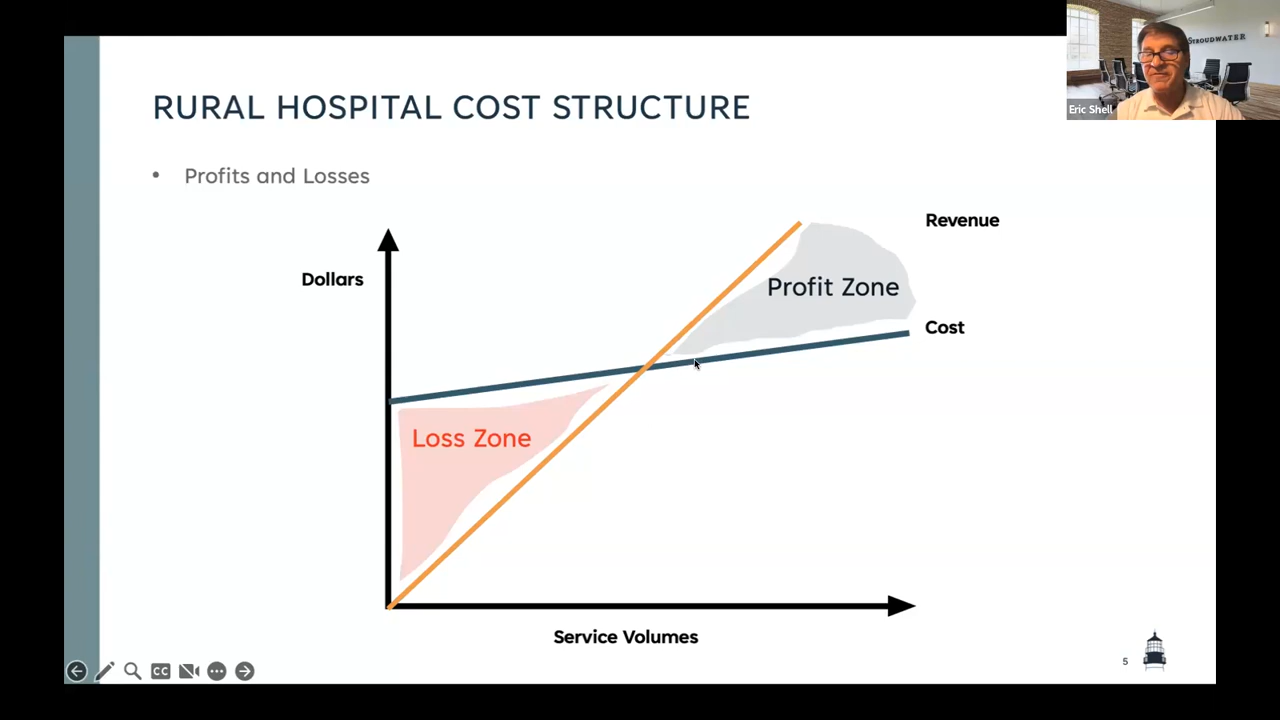 STROUDWATER
Eric Shell
RURAL HOSPITAL COST STRUCTURE
• Profits and Losses
Revenue
Dollars
Profit Zone
Cost
Loss Zone
Service Volumes
5
CC